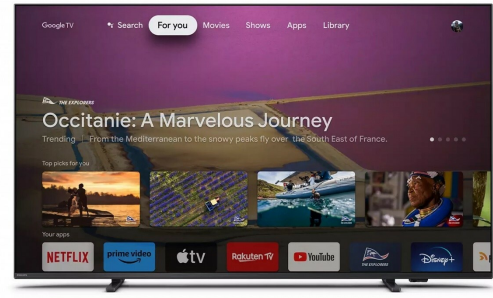 Google TV
Search
For you
Movies
Shows
Apps
Library
THE EXPLORERS
Occitanie: A Marvelous Journey
Trending | From the Mediterranean to the snowy peaks fly over the South East of France.
Top picks for you
Your apps
NETFLIX
prime video
tv
Rakuten TV
YouTube
THE EXPLORERS
Disney+